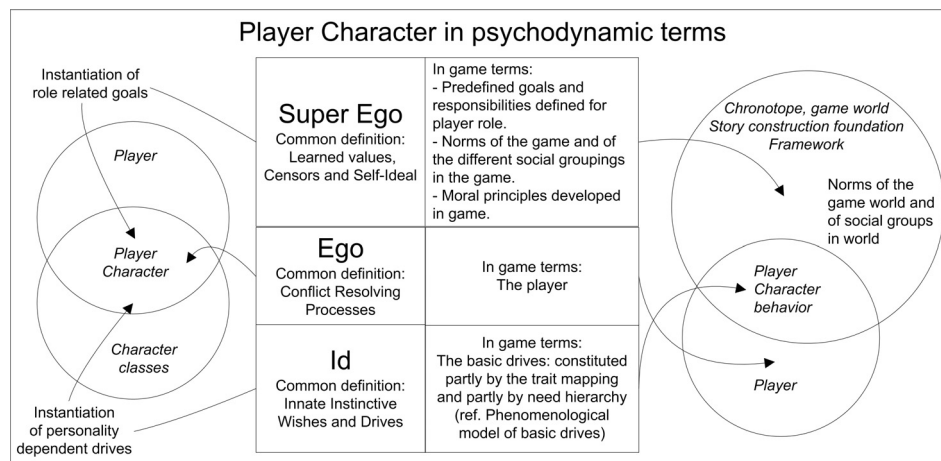 Player Character in psychodynamic terms
Instantiation of
role related goals
Player
Player
Character
Character
classes
Instantiation
of personality
dependent drives
Super Ego
Common definition:
Learned values,
Censors and Self-Ideal
In game terms:
- Predefined goals and
responsibilities defined for
player role.
- Norms of the game and of
the different social groupings
in the game.
- Moral principles developed
in game.
Ego
Common definition:
Conflict Resolving
Processes
In game terms:
The player
Id
Common definition:
Innate Instinctive
Wishes and Drives
In game terms:
The basic drives: constituted
partly by the trait mapping
and partly by need hierarchy
(ref. Phenomenological
model of basic drives)
Chronotope, game world
Story construction foundation
Framework
Norms of the
game world and
of social groups
in world
Player
Character
behavior
Player